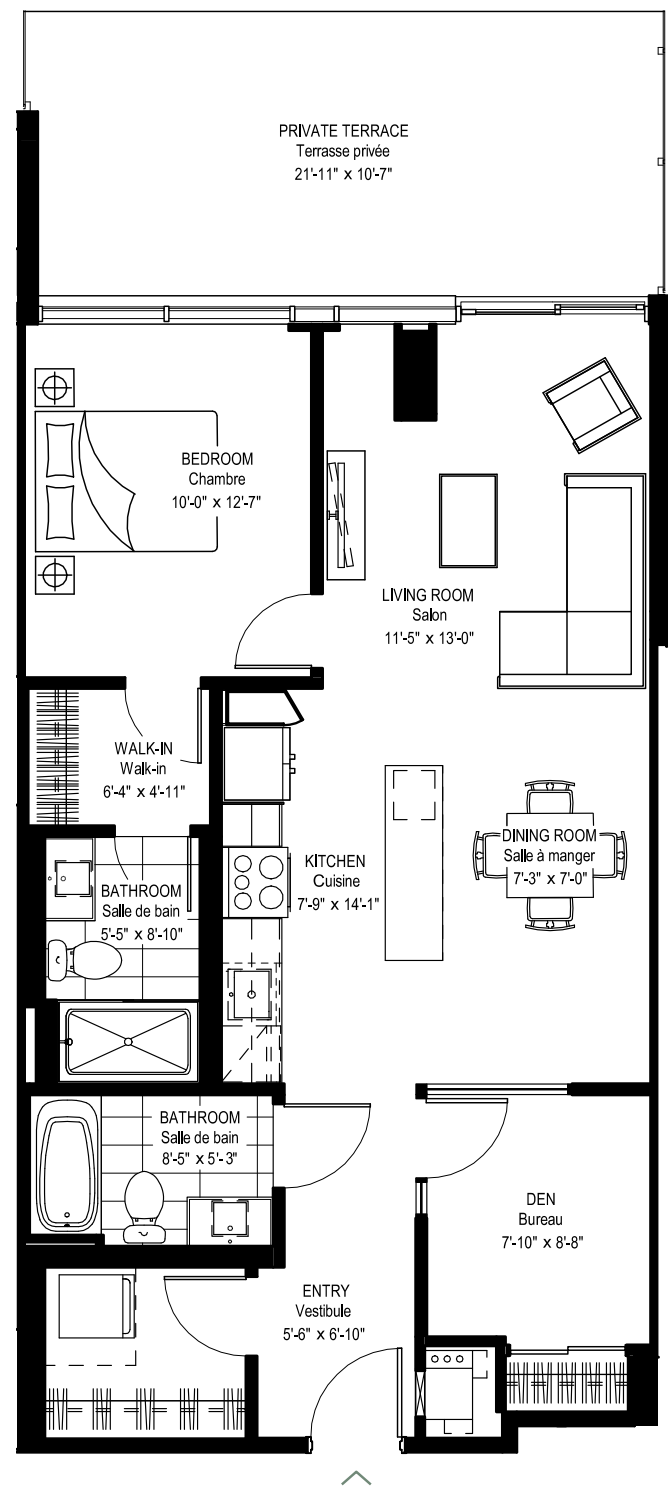 PRIVATE TERRACE
Terrasse privée
21'-11" x 10'-7"
BEDROOM
Chambre
10'-0" x 12'-7"
LIVING ROOM
Salon
11'-5" x 13'-0"
WALK-IN
Walk-in
6'-4" x 4'-11"
KITCHEN
Cuisine
7'-9" x 14'-1"
DINING ROOM
Salle à manger
7'-3" x 7'-0"
BATHROOM
Salle de bain
5'-5" x 8'-10"
BATHROOM
Salle de bain
8'-5" x 5'-3"
DEN
Bureau
7'-10" x 8'-8"
ENTRY
Vestibule
5'-6" x 6'-10"